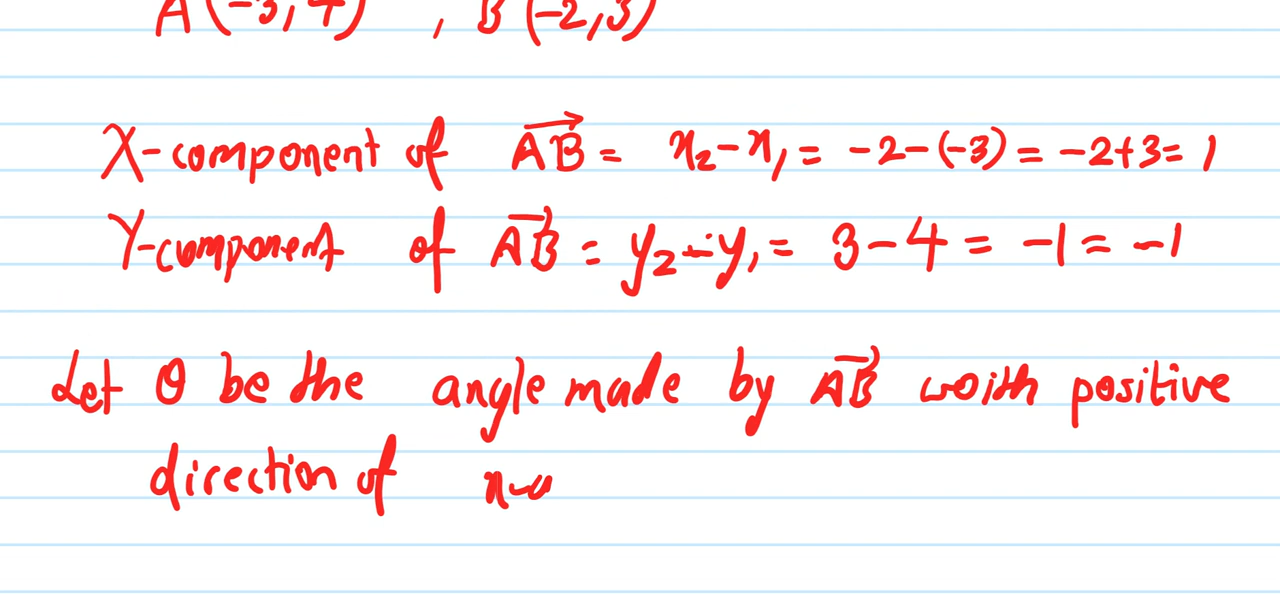 A(-3,4) , B(-2,3)
X-component of AB = x₂-x₁ = -2-(-3) = -2+3= 1
Y-component of AB = y₂-y₁ = 3-4 = -1 = -1
Let θ be the angle made by AB with positive
direction of x-a